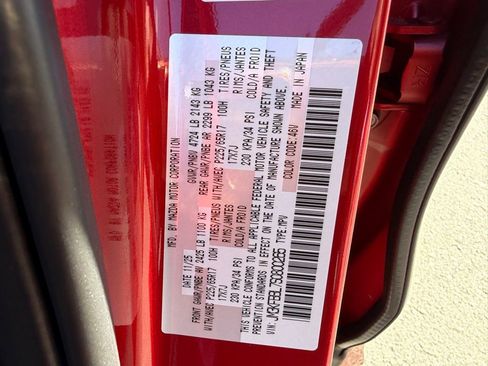 MFD. BY MAZDA MOTOR CORPORATION
DATE 11/25 GVWR/PNBV 4724 LB 2143 KG
FRONT GAWR/PNBE AV 2425 LB 1100 KG REAR GAWR/PNBE AR 2299 LB 1043 KG
WITH/AVEC P225/65R17 100H TIRES/PNEUS WITH/AVEC P225/65R17 100H TIRES/PNEUS
17X7J RIMS/JANTES 17X7J RIMS/JANTES
230 KPA/34 PSI COLD/A FROID 230 KPA/34 PSI COLD/A FROID
THIS VEHICLE CONFORMS TO ALL APPLICABLE FEDERAL MOTOR VEHICLE SAFETY AND THEFT
PREVENTION STANDARDS IN EFFECT ON THE DATE OF MANUFACTURE SHOWN ABOVE.
TYPE:MPV COLOR CODE:46V MADE IN JAPAN